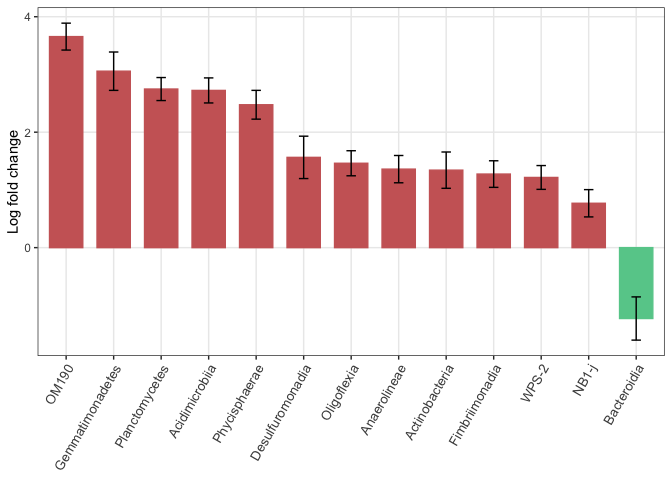 4
2
0
Log fold change
OM190
Gemmatimonadetes
Planctomycetes
Acidimicrobiia
Phycisphaerae
Desulfuromonadia
Oligoflexia
Anaerolineae
Actinobacteria
Fimbriimonadia
WPS-2
NB1-j
Bacteroidia